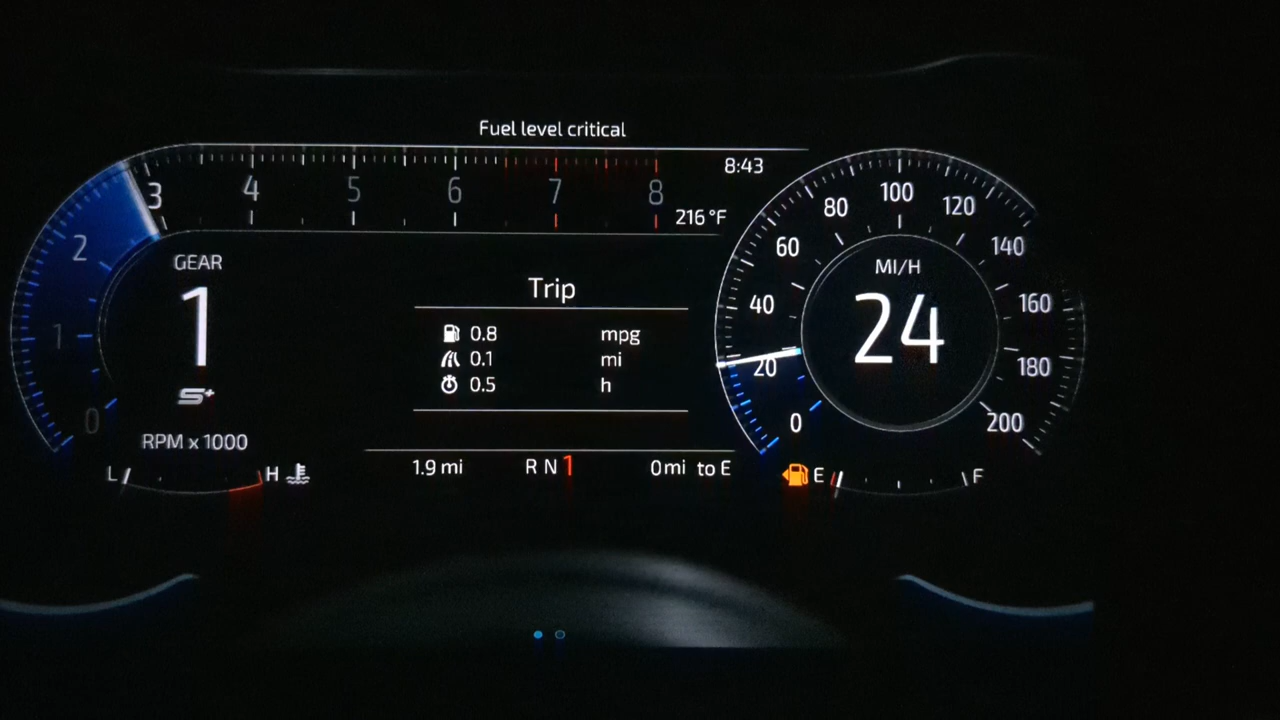 Fuel level critical
8:43
3 4 5 6 7 8
216 °F
2
1
0
GEAR
1
S+
RPM x 1000
L H
Trip
0.8 mpg
0.1 mi
0.5 h
1.9 mi R N 1 0 mi to E
0 20 40 60 80 100 120 140 160 180 200
MI/H
24
E F